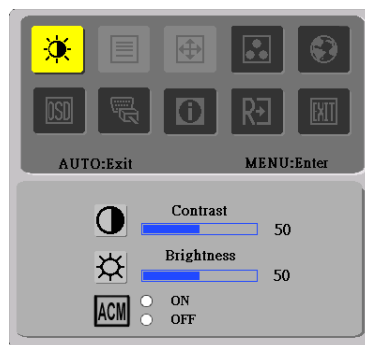 OSD i R EXIT
AUTO:Exit MENU:Enter
Contrast
50
Brightness
50
ACM ON
OFF